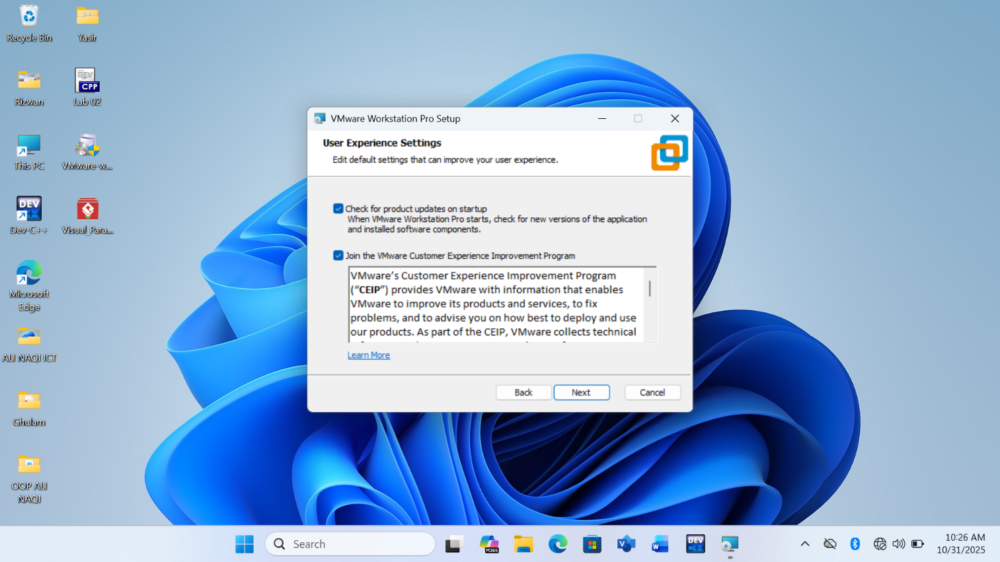 Recycle Bin
Yasir
Rizwan
DEV
CPP
Lab 02
This PC
VMware-w...
DEV
C++
Dev-C++
Visual_Para...
Microsoft
Edge
ALI NAQI ICT
Ghulam
OOP ALI
NAQI
VMware Workstation Pro Setup
User Experience Settings
Edit default settings that can improve your user experience.
Check for product updates on startup
When VMware Workstation Pro starts, check for new versions of the application
and installed software components.
Join the VMware Customer Experience Improvement Program
VMware's Customer Experience Improvement Program
("CEIP") provides VMware with information that enables
VMware to improve its products and services, to fix
problems, and to advise you on how best to deploy and use
our products. As part of the CEIP, VMware collects technical
Learn More
Back
Next
Cancel
Search
M365
V
W
DEV
C++
10:26 AM
10/31/2025